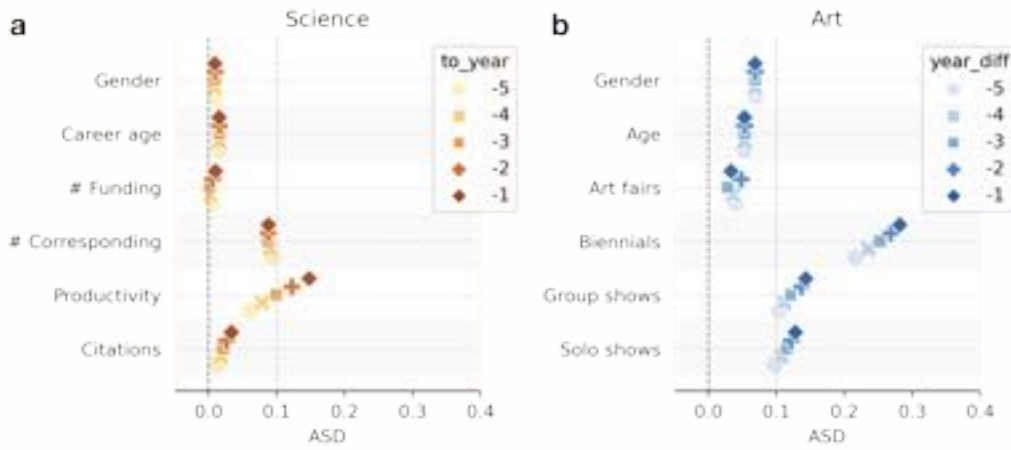 a
Science
to_year
-5
-4
-3
-2
-1
Gender
Career age
# Funding
# Corresponding
Productivity
Citations
0.0 0.1 0.2 0.3 0.4
ASD
b
Art
year_diff
-5
-4
-3
-2
-1
Gender
Age
Art fairs
Biennials
Group shows
Solo shows
0.0 0.1 0.2 0.3 0.4
ASD